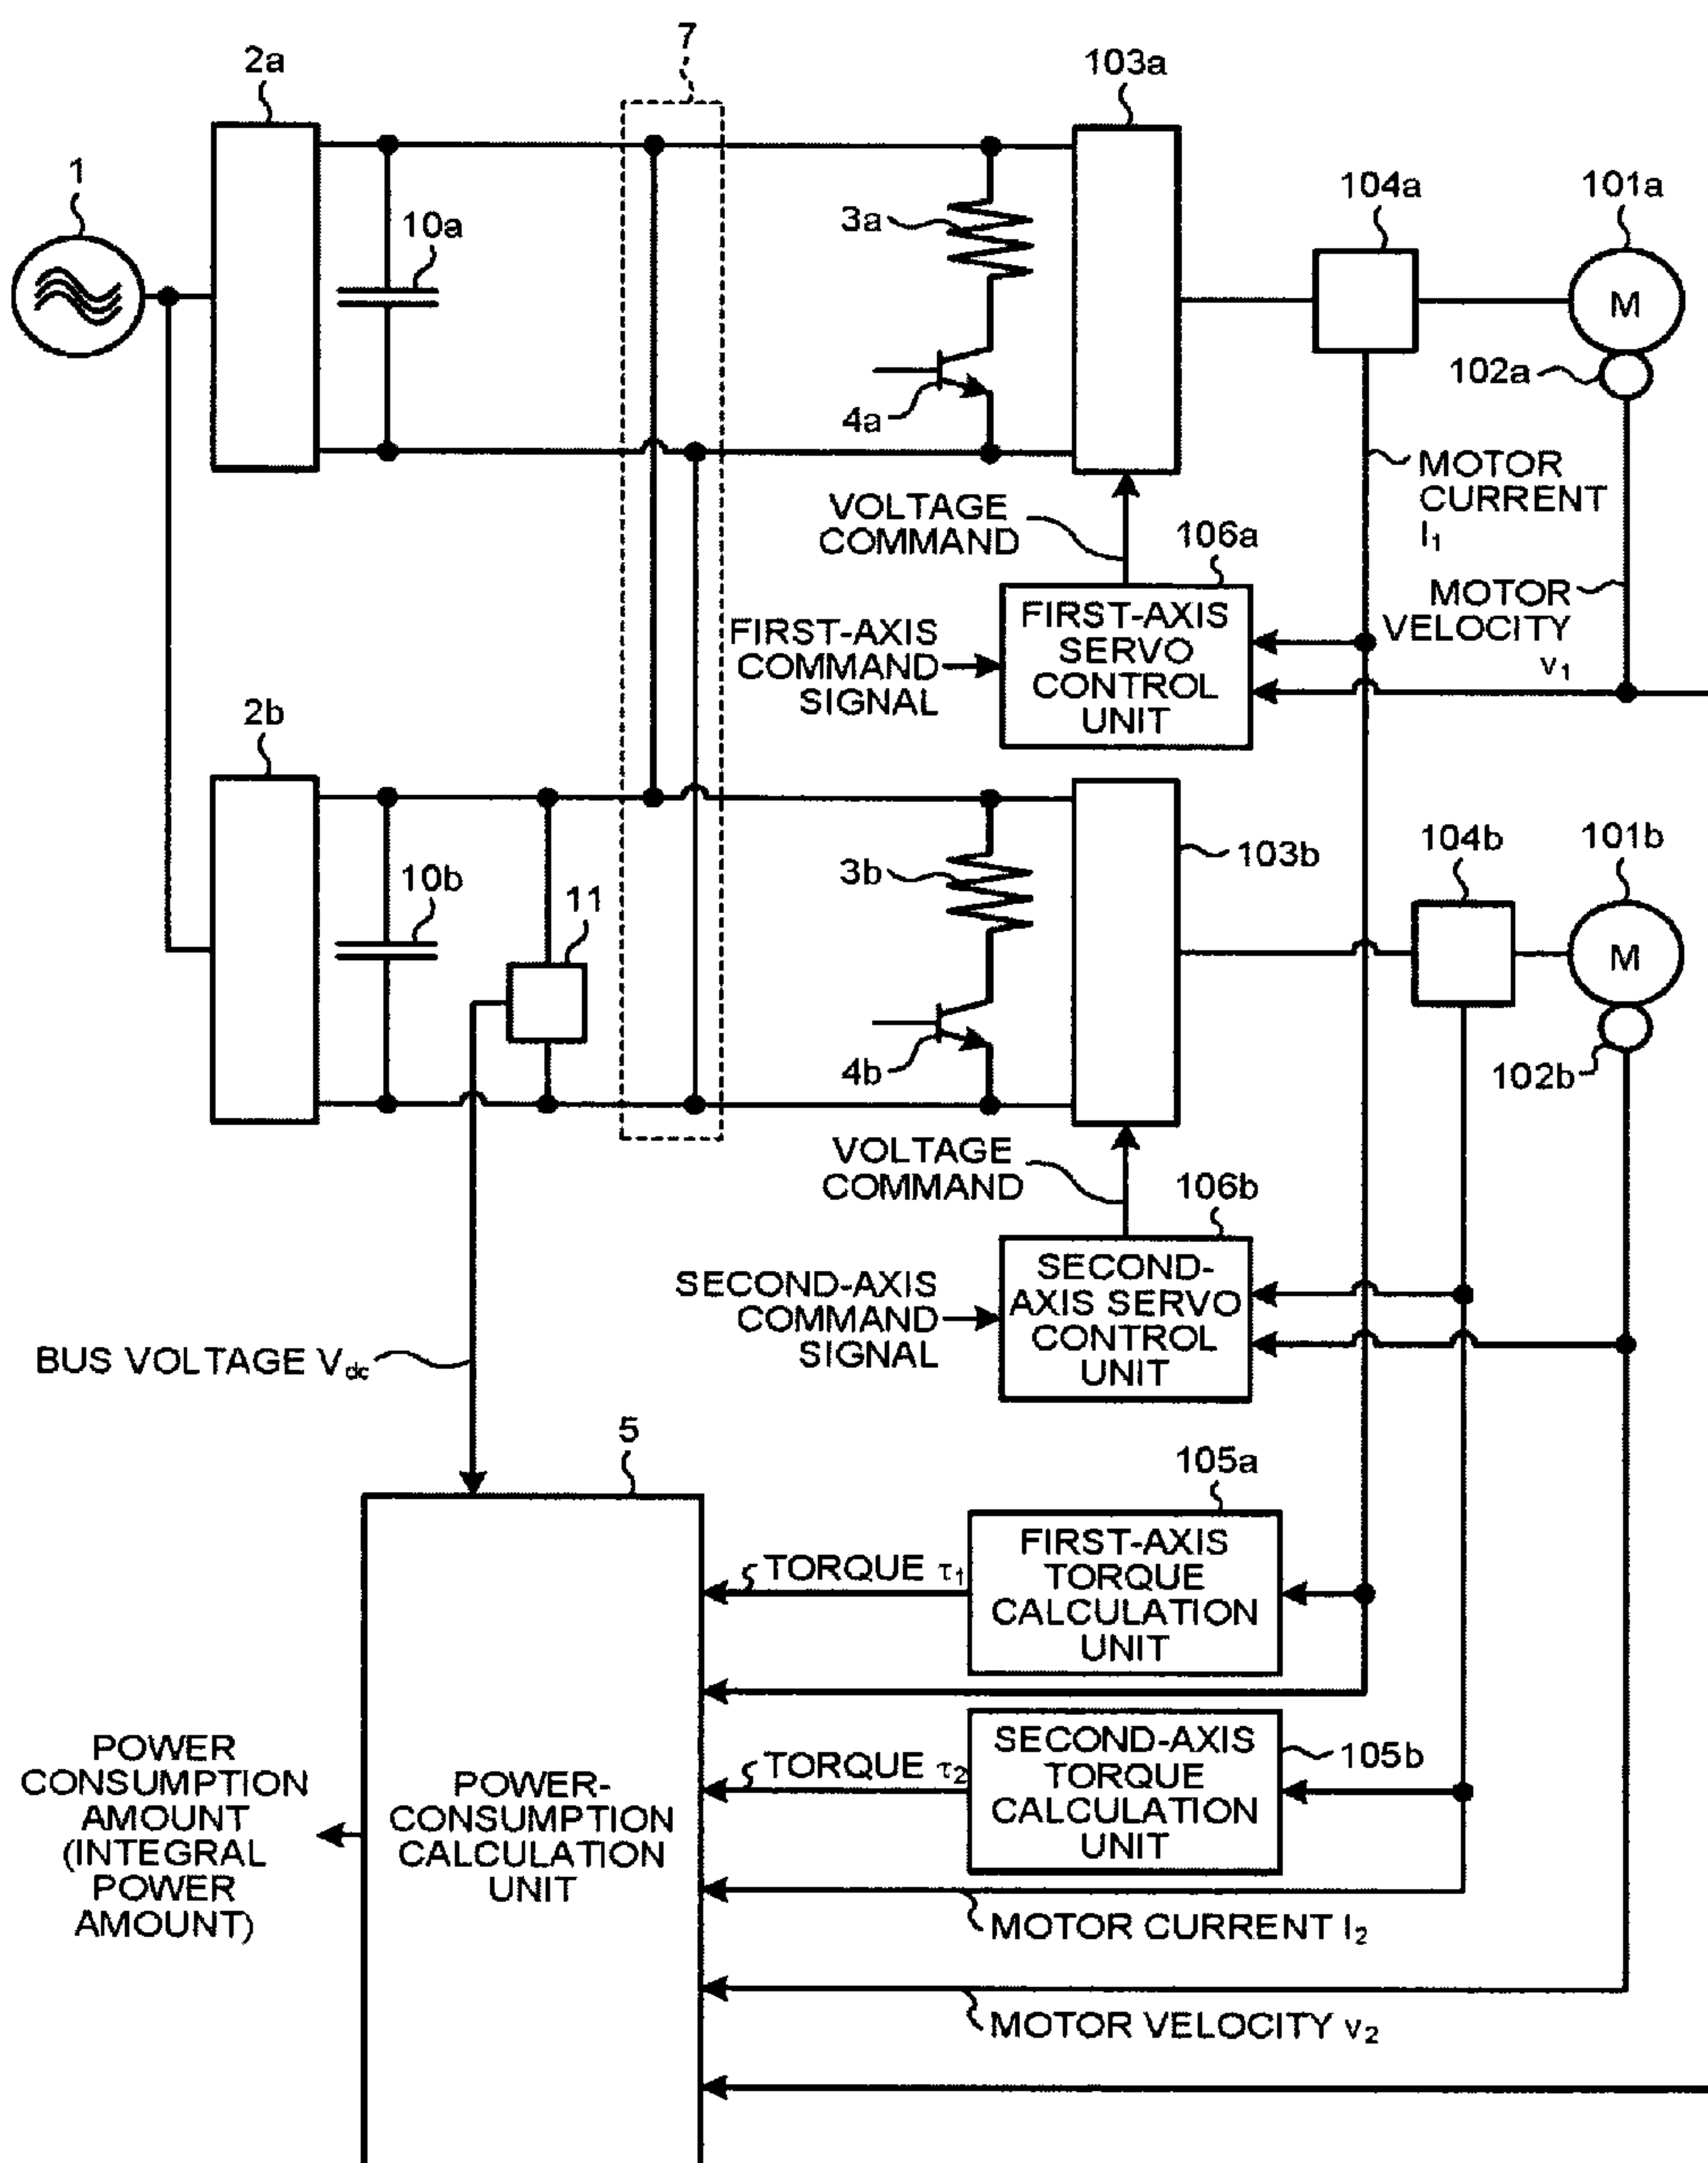 7
2a
103a
1
104a
101a
10a
3a
M
102a
4a
MOTOR
CURRENT
I₁
VOLTAGE
COMMAND
106a
MOTOR
VELOCITY
v₁
FIRST-AXIS
COMMAND
SIGNAL
FIRST-AXIS
SERVO
CONTROL
UNIT
2b
104b
101b
103b
3b
10b
11
M
4b
102b
VOLTAGE
COMMAND
106b
SECOND-AXIS
COMMAND
SIGNAL
SECOND-
AXIS SERVO
CONTROL
UNIT
BUS VOLTAGE Vdc
5
105a
TORQUE τ₁
FIRST-AXIS
TORQUE
CALCULATION
UNIT
TORQUE τ₂
SECOND-AXIS
TORQUE
CALCULATION
UNIT
105b
POWER
CONSUMPTION
AMOUNT
(INTEGRAL
POWER
AMOUNT)
POWER-
CONSUMPTION
CALCULATION
UNIT
MOTOR CURRENT I₂
MOTOR VELOCITY v₂